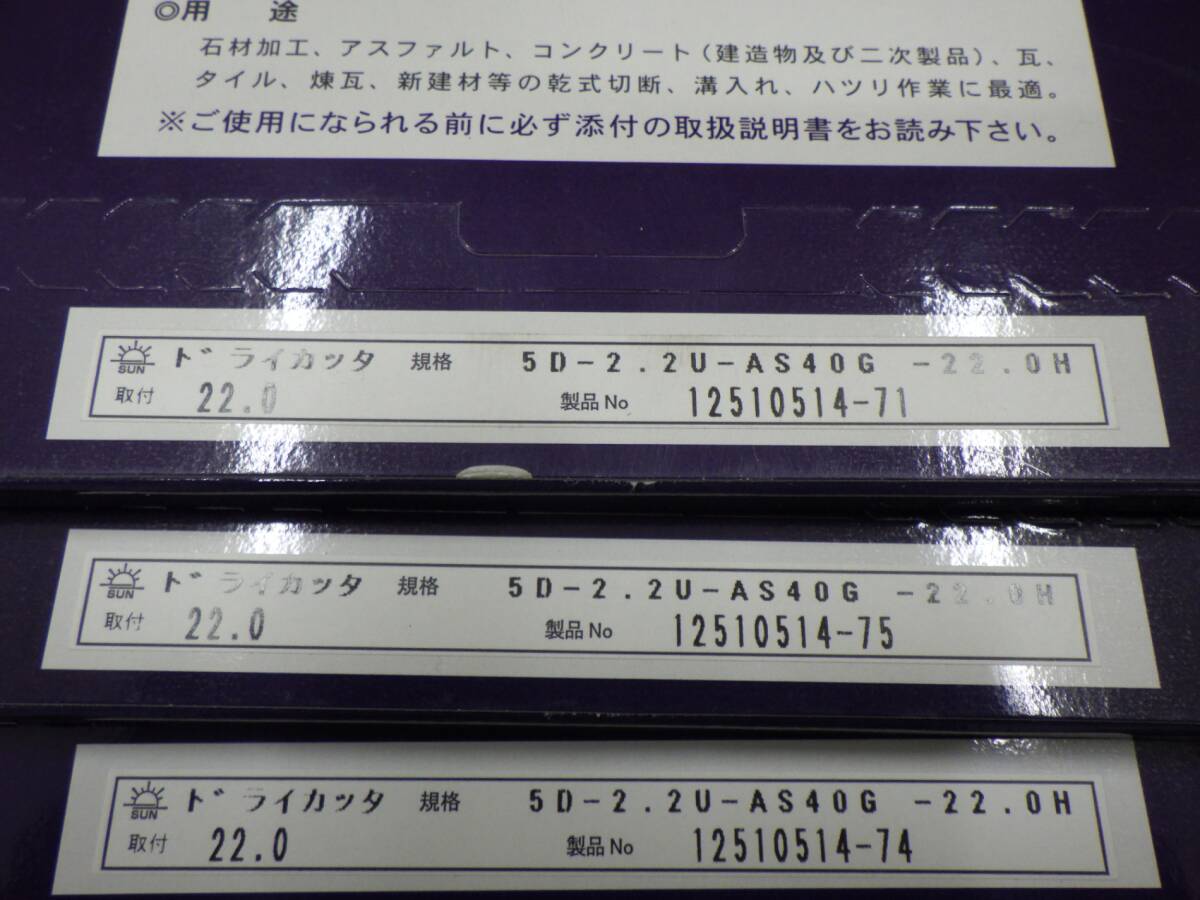 ◎用 途
石材加工、アスファルト、コンクリート(建造物及び二次製品)、瓦、
タイル、煉瓦、新建材等の乾式切断、溝入れ、ハツリ作業に最適。
※ご使用になられる前に必ず添付の取扱説明書をお読み下さい。
SUN ドライカッタ 規格 5D-2.2U-AS40G -22.0H
取付 22.0 製品No 12510514-71
SUN ドライカッタ 規格 5D-2.2U-AS40G -22.0H
取付 22.0 製品No 12510514-75
SUN ドライカッタ 規格 5D-2.2U-AS40G -22.0H
取付 22.0 製品No 12510514-74